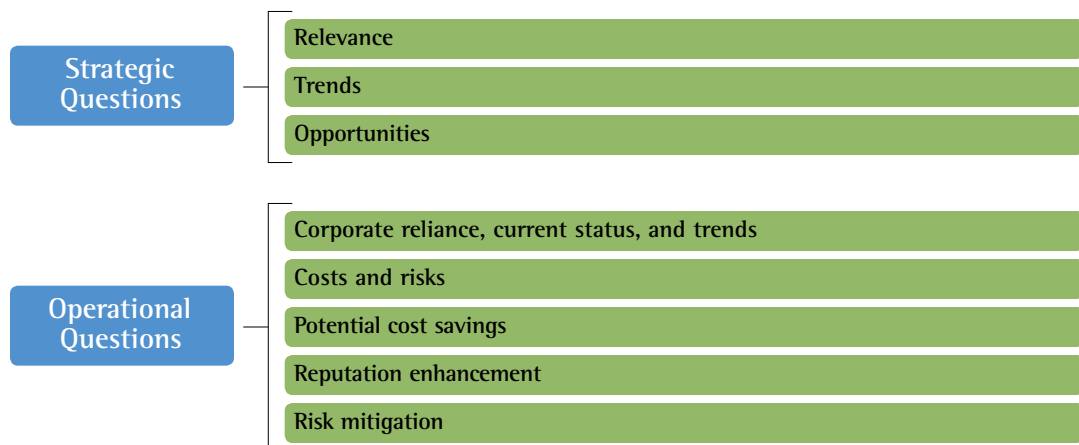 Strategic
Questions
Relevance
Trends
Opportunities
Operational
Questions
Corporate reliance, current status, and trends
Costs and risks
Potential cost savings
Reputation enhancement
Risk mitigation